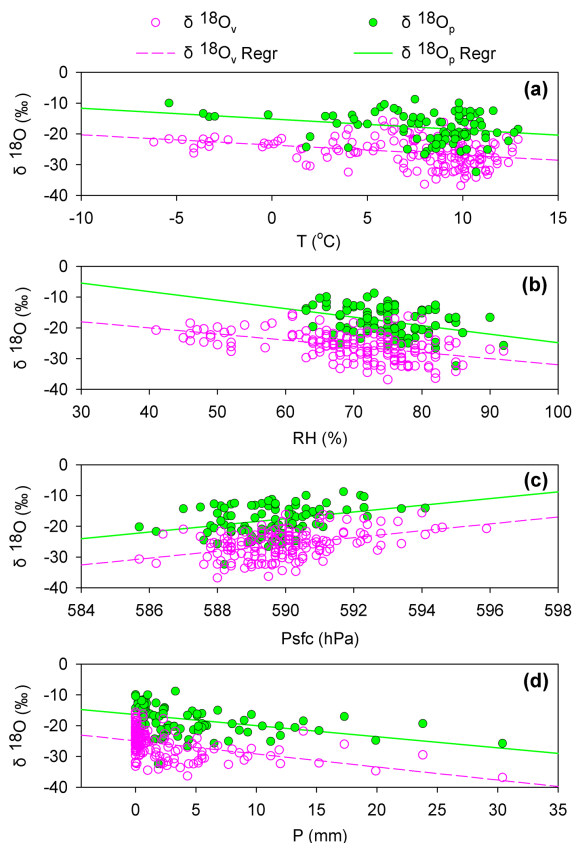 δ ¹⁸Oᵥ δ ¹⁸Oₚ
δ ¹⁸Oᵥ Regr δ ¹⁸Oₚ Regr
(a)
δ ¹⁸O (‰)
0
-10
-20
-30
-40
-10 -5 0 5 10 15
T (°C)
(b)
δ ¹⁸O (‰)
0
-10
-20
-30
-40
30 40 50 60 70 80 90 100
RH (%)
(c)
δ ¹⁸O (‰)
0
-10
-20
-30
-40
584 586 588 590 592 594 596 598
Psfc (hPa)
(d)
δ ¹⁸O (‰)
0
-10
-20
-30
-40
0 5 10 15 20 25 30 35
P (mm)